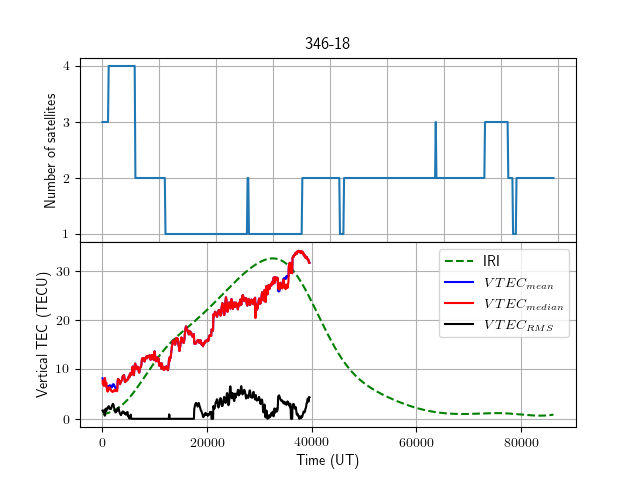 346-18
Number of satellites
4
3
2
1
Vertical TEC (TECU)
30
20
10
0
IRI
VTEC_mean
VTEC_median
VTEC_RMS
0 20000 40000 60000 80000
Time (UT)